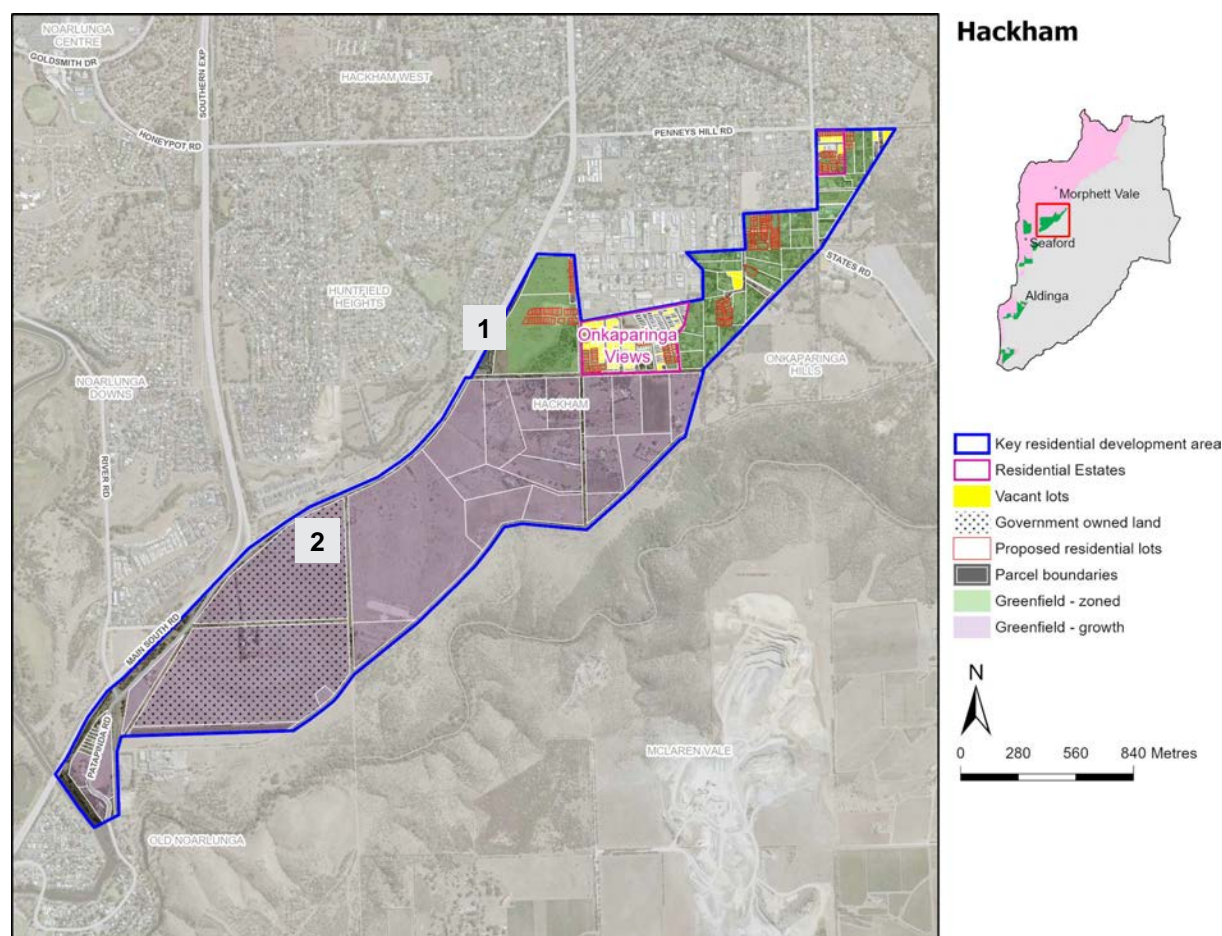 Hackham
NOARLUNGA
CENTRE
GOLDSMITH DR
SOUTHERN EXP
HACKHAM WEST
HONEYPOT RD
PENNEYS HILL RD
STATES RD
HUNTFIELD
HEIGHTS
1
Onkaparinga
Views
ONKAPARINGA
HILLS
NOARLUNGA
DOWNS
HACKHAM
RIVER RD
2
MAIN SOUTH RD
PATAPINDA RD
MCLAREN VALE
OLD NOARLUNGA
Morphett Vale
Seaford
Aldinga
Key residential development area
Residential Estates
Vacant lots
Government owned land
Proposed residential lots
Parcel boundaries
Greenfield - zoned
Greenfield - growth
N
0 280 560 840 Metres